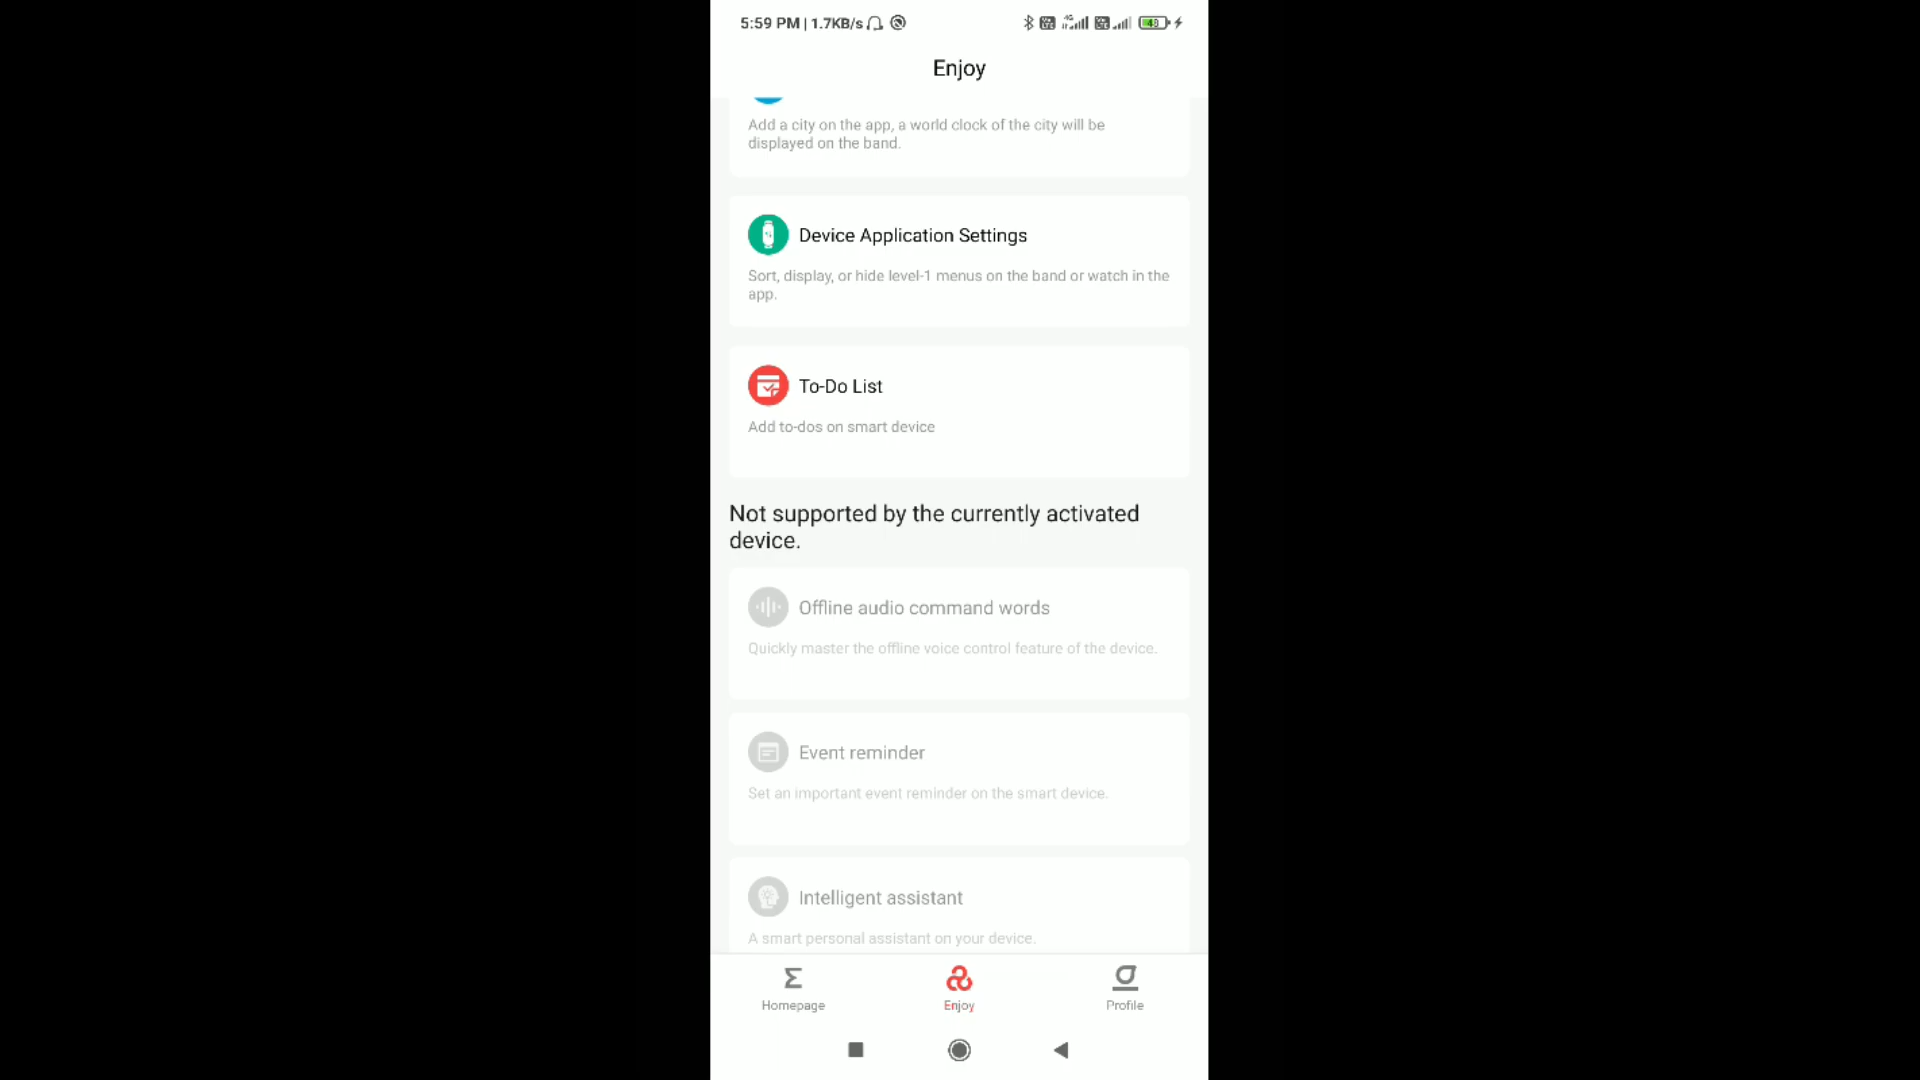 5:59 PM | 1.7KB/s
48
Enjoy
Add a city on the app, a world clock of the city will be
displayed on the band.
Device Application Settings
Sort, display, or hide level-1 menus on the band or watch in the
app.
To-Do List
Add to-dos on smart device
Not supported by the currently activated
device.
Offline audio command words
Quickly master the offline voice control feature of the device.
Event reminder
Set an important event reminder on the smart device.
Intelligent assistant
A smart personal assistant on your device.
Homepage
Enjoy
Profile